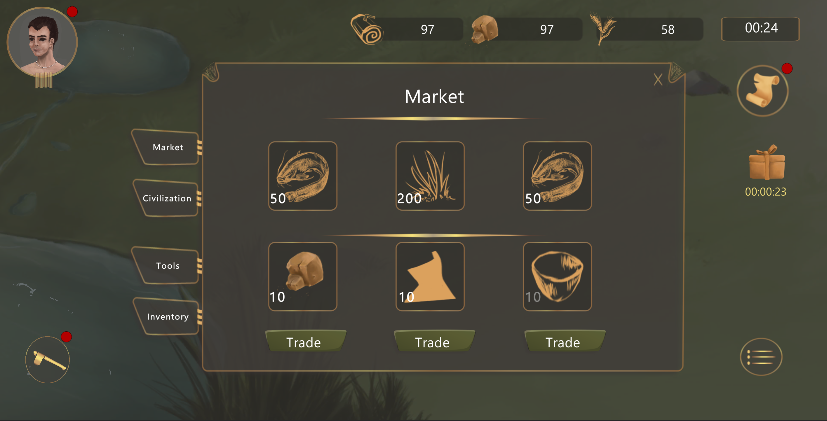 97 97 58 00:24
Market X
Market
Civilization
Tools
Inventory
50 200 50
10 10 10
Trade Trade Trade
00:00:23